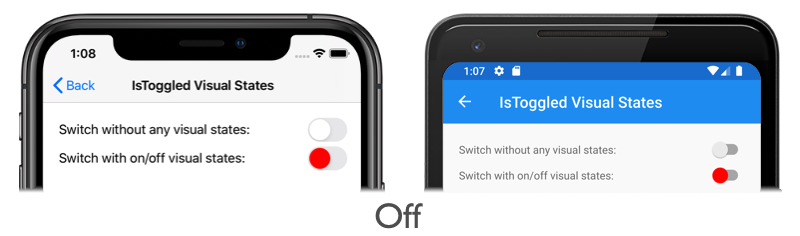 1:08
Back
IsToggled Visual States
Switch without any visual states:
Switch with on/off visual states:
1:07
IsToggled Visual States
Switch without any visual states:
Switch with on/off visual states:
Off